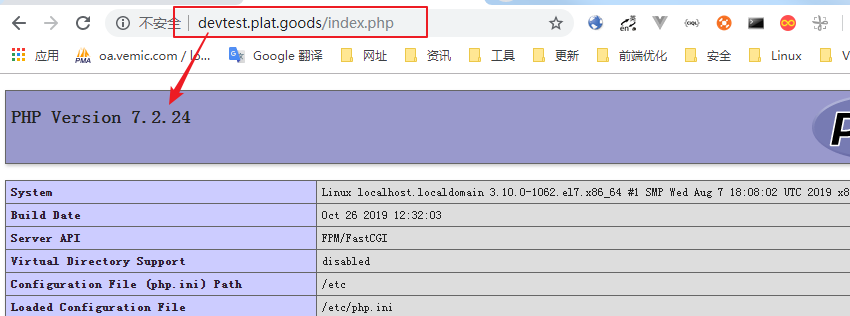 不安全 devtest.plat.goods/index.php
en
应用 PMA oa.vemic.com / lo... Google 翻译 网址 资讯 工具 更新 前端优化 安全 Linux V
PHP Version 7.2.24
System Linux localhost.localdomain 3.10.0-1062.el7.x86_64 #1 SMP Wed Aug 7 18:08:02 UTC 2019 x8
Build Date Oct 26 2019 12:32:03
Server API FPM/FastCGI
Virtual Directory Support disabled
Configuration File (php.ini) Path /etc
Loaded Configuration File /etc/php.ini